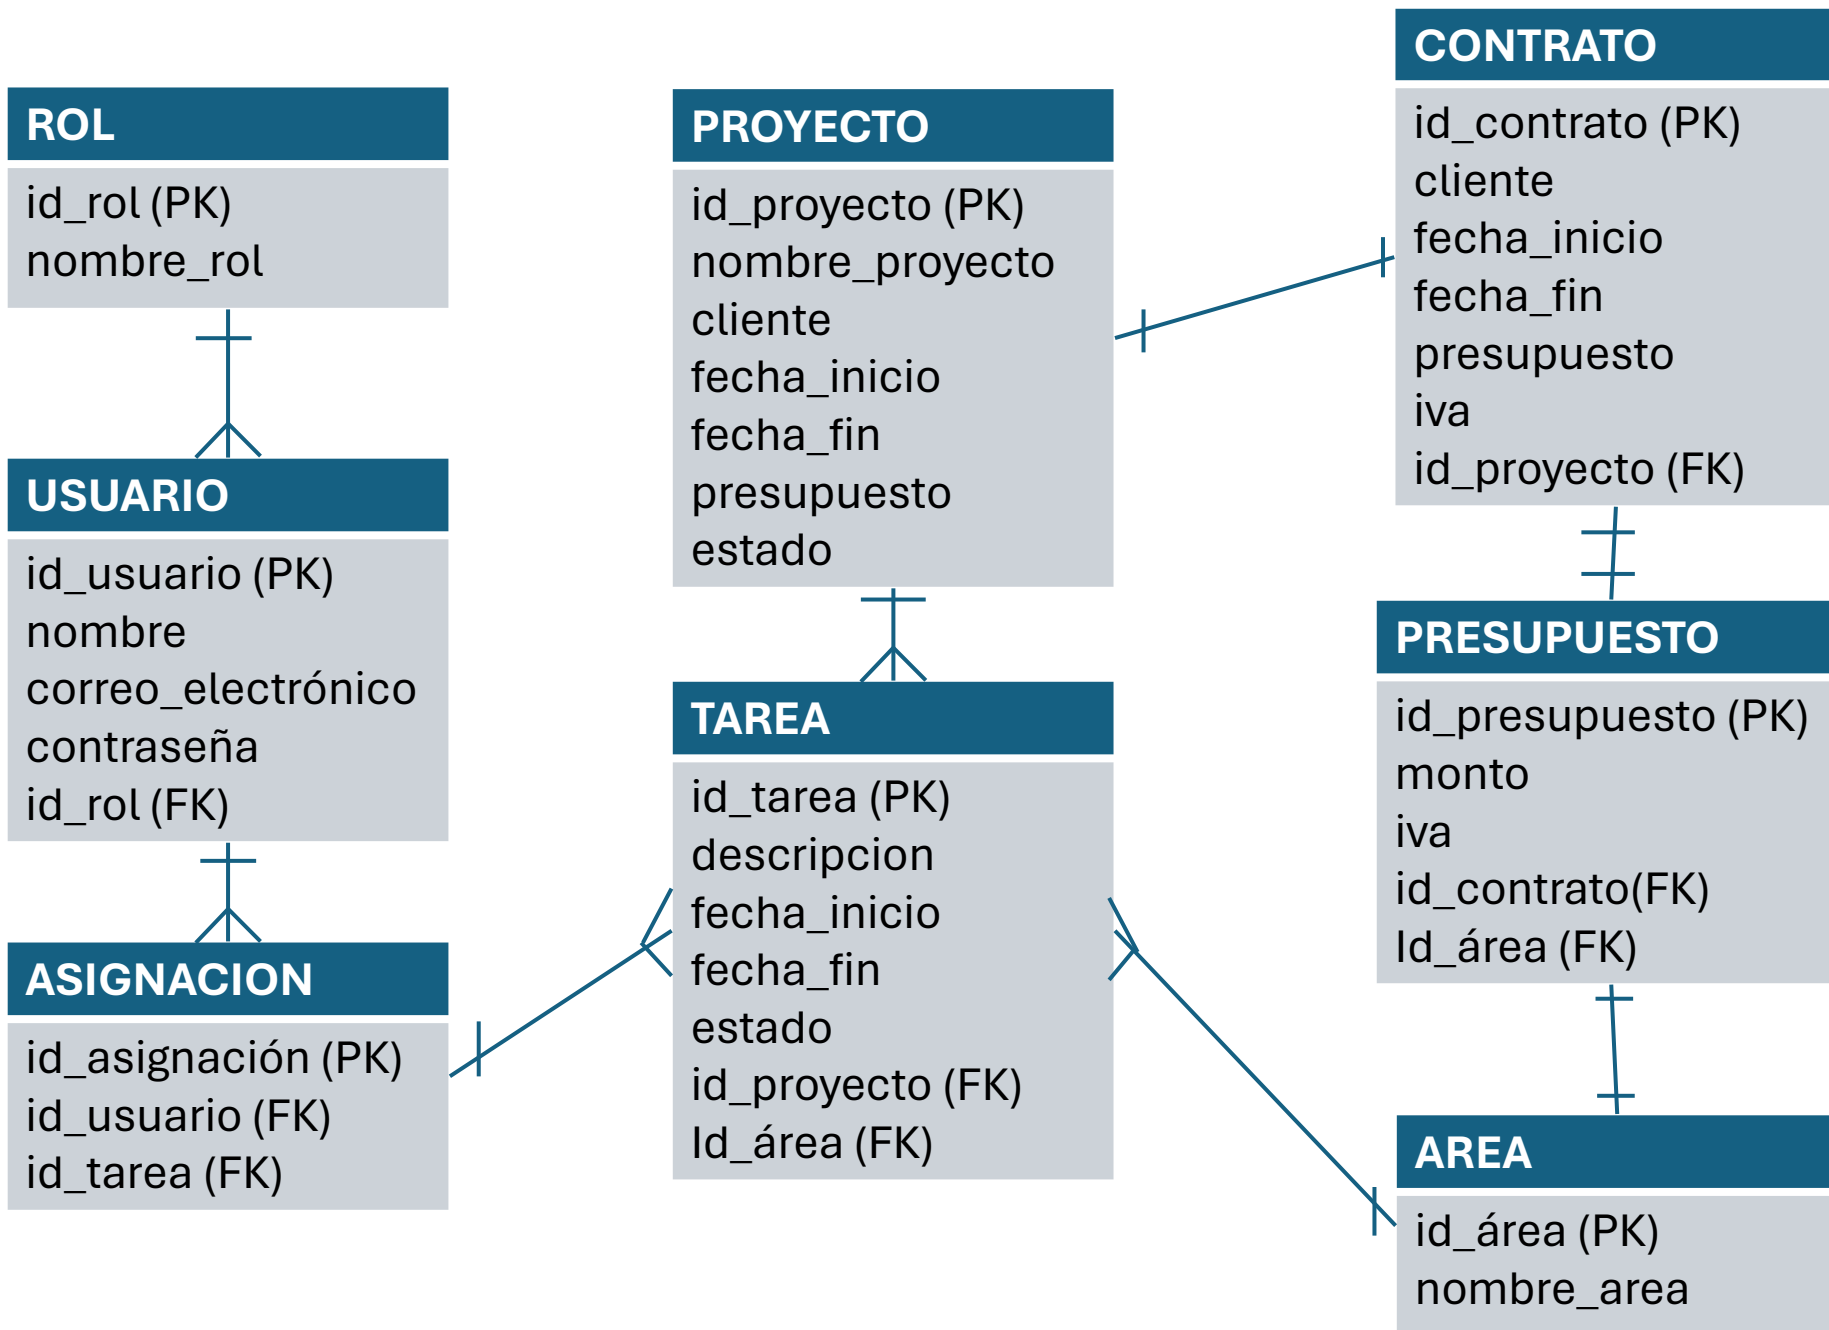 ROL
id_rol (PK)
nombre_rol
USUARIO
id_usuario (PK)
nombre
correo_electrónico
contraseña
id_rol (FK)
ASIGNACION
id_asignación (PK)
id_usuario (FK)
id_tarea (FK)
PROYECTO
id_proyecto (PK)
nombre_proyecto
cliente
fecha_inicio
fecha_fin
presupuesto
estado
TAREA
id_tarea (PK)
descripcion
fecha_inicio
fecha_fin
estado
id_proyecto (FK)
Id_área (FK)
CONTRATO
id_contrato (PK)
cliente
fecha_inicio
fecha_fin
presupuesto
iva
id_proyecto (FK)
PRESUPUESTO
id_presupuesto (PK)
monto
iva
id_contrato(FK)
Id_área (FK)
AREA
id_área (PK)
nombre_area